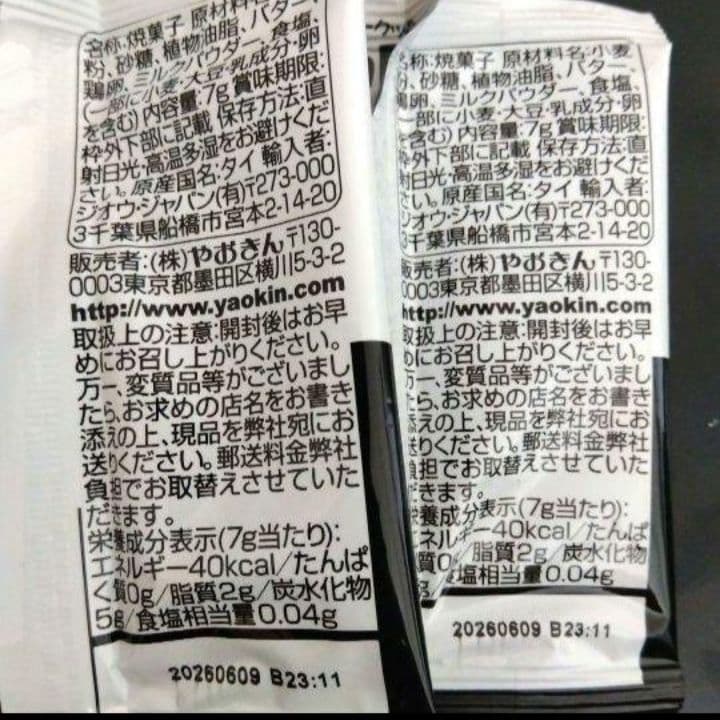 名称:焼菓子 原材料名:小麦
粉、砂糖、植物油脂、バター、
鶏卵、ミルクパウダー、食塩、
(一部に小麦・大豆・乳成分・卵
を含む) 内容量:7g 賞味期限:
枠外下部に記載 保存方法:直
射日光・高温多湿をお避けくだ
さい。原産国名:タイ 輸入者:
ジオウ・ジャパン(有)〒273-000
3千葉県船橋市宮本2-14-20
販売者:(株)やおきん 〒130-
0003東京都墨田区横川5-3-2
http://www.yaokin.com
取扱上の注意:開封後はお早
めにお召し上がりください。
万一、変質品等がございまし
たら、お求めの店名をお書き
添えの上、現品を弊社宛にお
送りください。郵送料金弊社
負担でお取替えさせていた
だきます。
栄養成分表示(7g当たり):
エネルギー40kcal/たんぱ
く質0g/脂質2g/炭水化物
5g/食塩相当量0.04g
20260609 B23:11
名称:焼菓子 原材料名:小麦
粉、砂糖、植物油脂、バター、
鶏卵、ミルクパウダー、食塩、
(一部に小麦・大豆・乳成分・卵
を含む) 内容量:7g 賞味期限:
枠外下部に記載 保存方法:直
射日光・高温多湿をお避けくだ
さい。原産国名:タイ 輸入者:
ジオウ・ジャパン(有)〒273-000
3千葉県船橋市宮本2-14-20
販売者:(株)やおきん 〒130-
0003東京都墨田区横川5-3-2
http://www.yaokin.com
取扱上の注意:開封後はお早
めにお召し上がりください。
万一、変質品等がございまし
たら、お求めの店名をお書き
添えの上、現品を弊社宛にお
送りください。郵送料金弊社
負担でお取替えさせていた
だきます。
栄養成分表示(7g当たり):
エネルギー40kcal/たんぱ
質0g/脂質2g/炭水化物
食塩相当量0.04g
20260609 B23:11